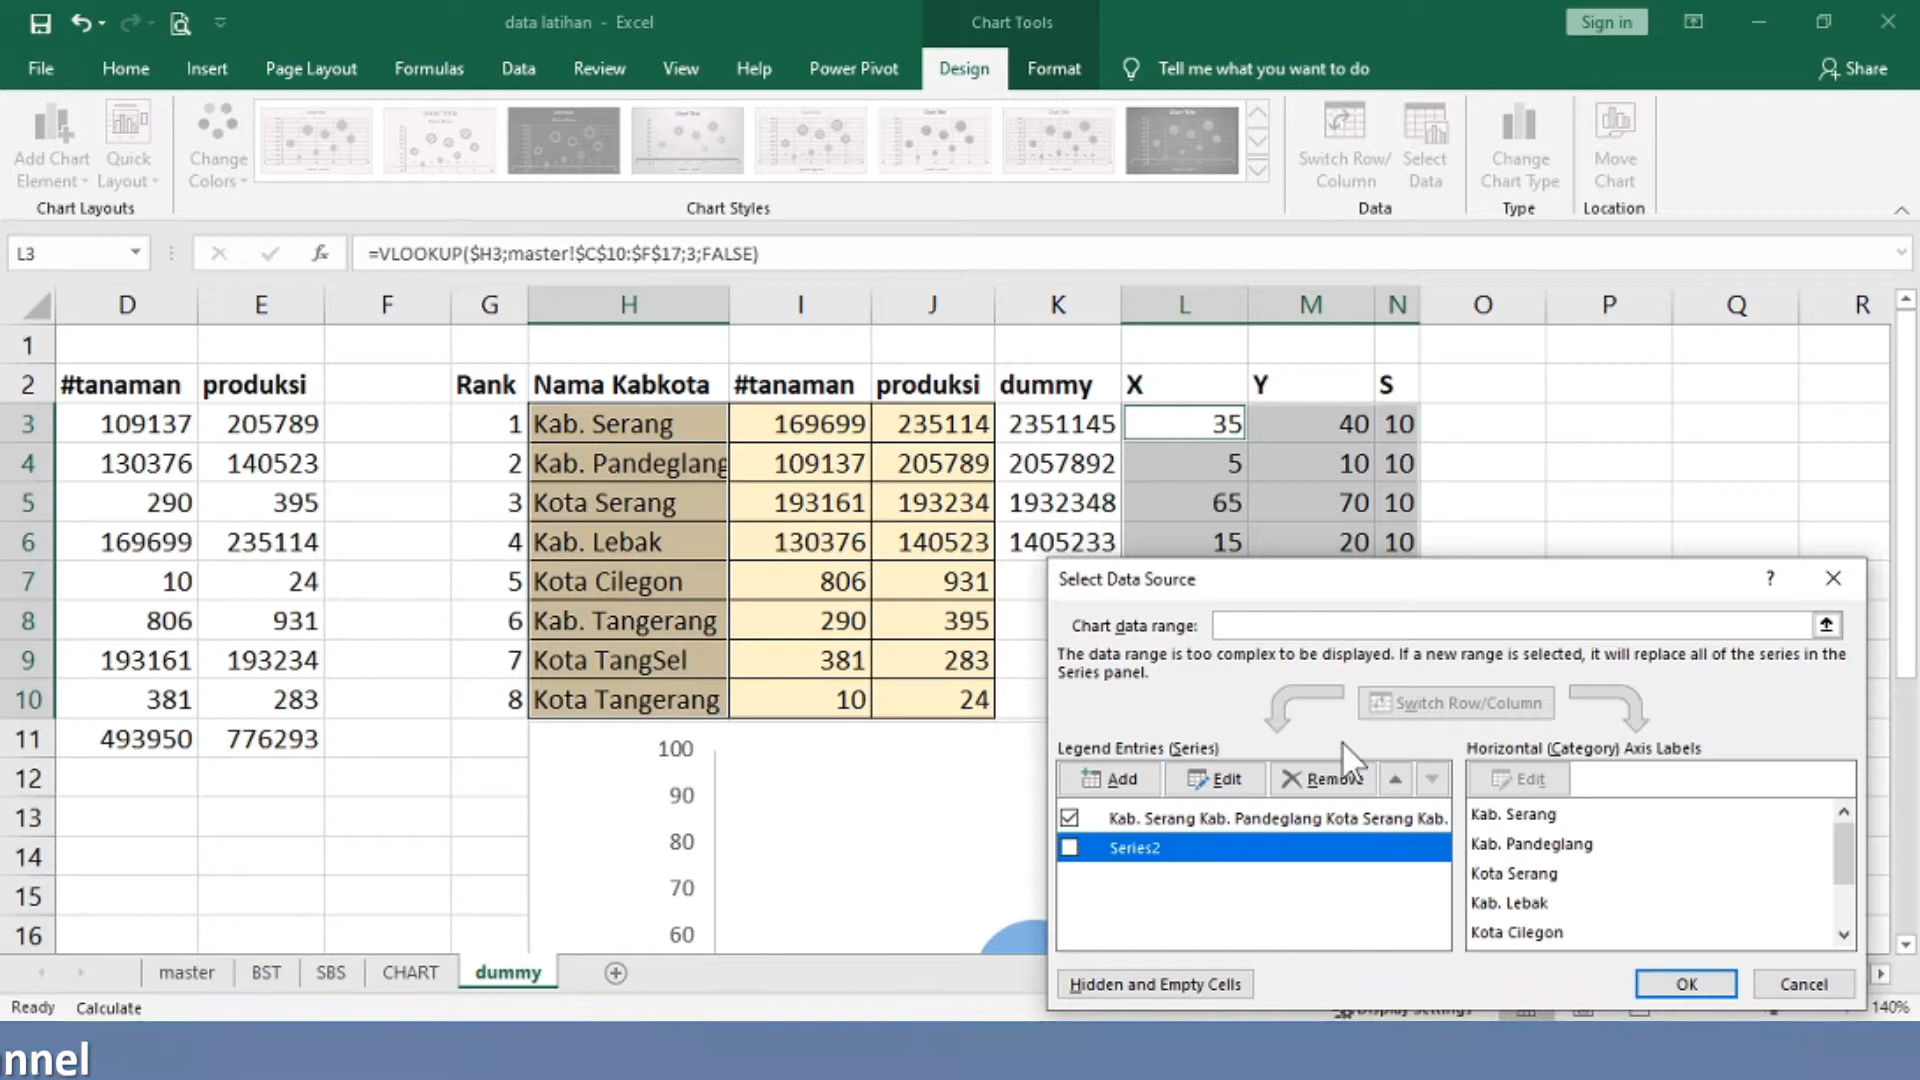 data latihan - Excel
Chart Tools
Sign in
File Home Insert Page Layout Formulas Data Review View Help Power Pivot Design Format Tell me what you want to do Share
Add Chart Element Quick Layout Change Colors Switch Row/ Column Select Data Change Chart Type Move Chart
Chart Layouts Chart Styles Data Type Location
L3 fx =VLOOKUP($H3;master!$C$10:$F$17;3;FALSE)
D E F G H I J K L M N O P Q R
1
2 #tanaman produksi Rank Nama Kabkota #tanaman produksi dummy X Y S
3 109137 205789 1 Kab. Serang 169699 235114 2351145 35 40 10
4 130376 140523 2 Kab. Pandeglang 109137 205789 2057892 5 10 10
5 290 395 3 Kota Serang 193161 193234 1932348 65 70 10
6 169699 235114 4 Kab. Lebak 130376 140523 1405233 15 20 10
7 10 24 5 Kota Cilegon 806 931
8 806 931 6 Kab. Tangerang 290 395
9 193161 193234 7 Kota TangSel 381 283
10 381 283 8 Kota Tangerang 10 24
11 493950 776293
12
13
14
15
16
100
90
80
70
60
Select Data Source ?
Chart data range:
The data range is too complex to be displayed. If a new range is selected, it will replace all of the series in the
Series panel.
Switch Row/Column
Legend Entries (Series) Horizontal (Category) Axis Labels
Add Edit Remove Edit
Kab. Serang Kab. Pandeglang Kota Serang Kab.
Series2
Kab. Serang
Kab. Pandeglang
Kota Serang
Kab. Lebak
Kota Cilegon
Hidden and Empty Cells OK Cancel
master BST SBS CHART dummy
Ready Calculate Display Settings 140%
nnel